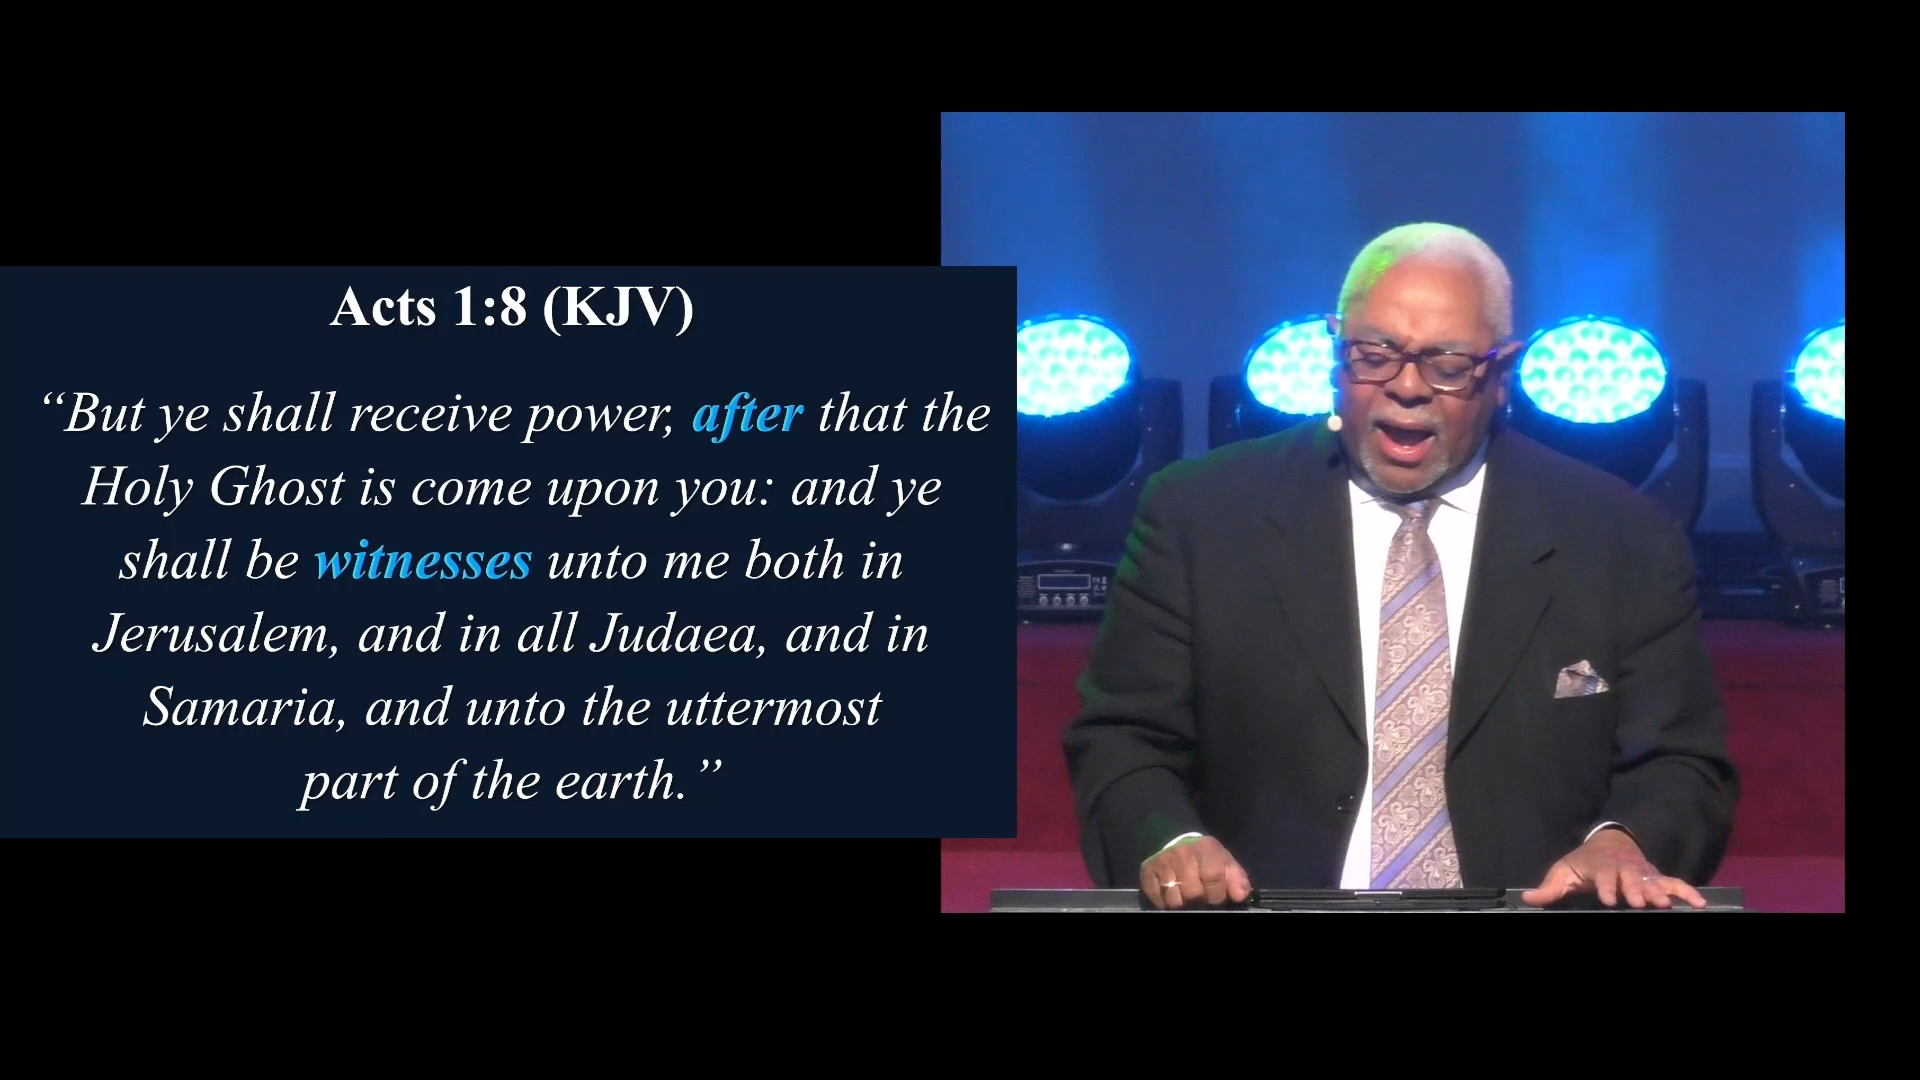 Acts 1:8 (KJV)
“But ye shall receive power, after that the
Holy Ghost is come upon you: and ye
shall be witnesses unto me both in
Jerusalem, and in all Judaea, and in
Samaria, and unto the uttermost
part of the earth.”